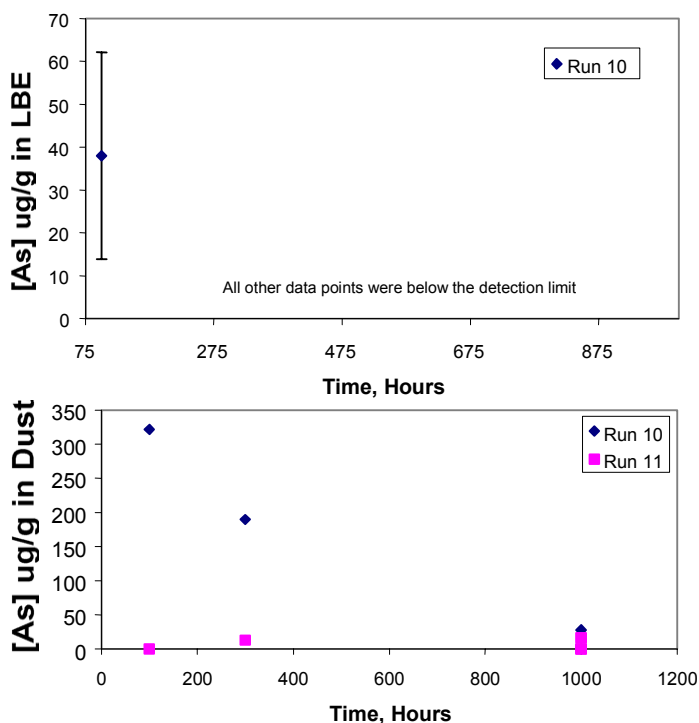 70
60
50
40
30
20
10
0
[As] ug/g in LBE
Run 10
All other data points were below the detection limit
75 275 475 675 875
Time, Hours
350
300
250
200
150
100
50
0
[As] ug/g in Dust
Run 10
Run 11
0 200 400 600 800 1000 1200
Time, Hours